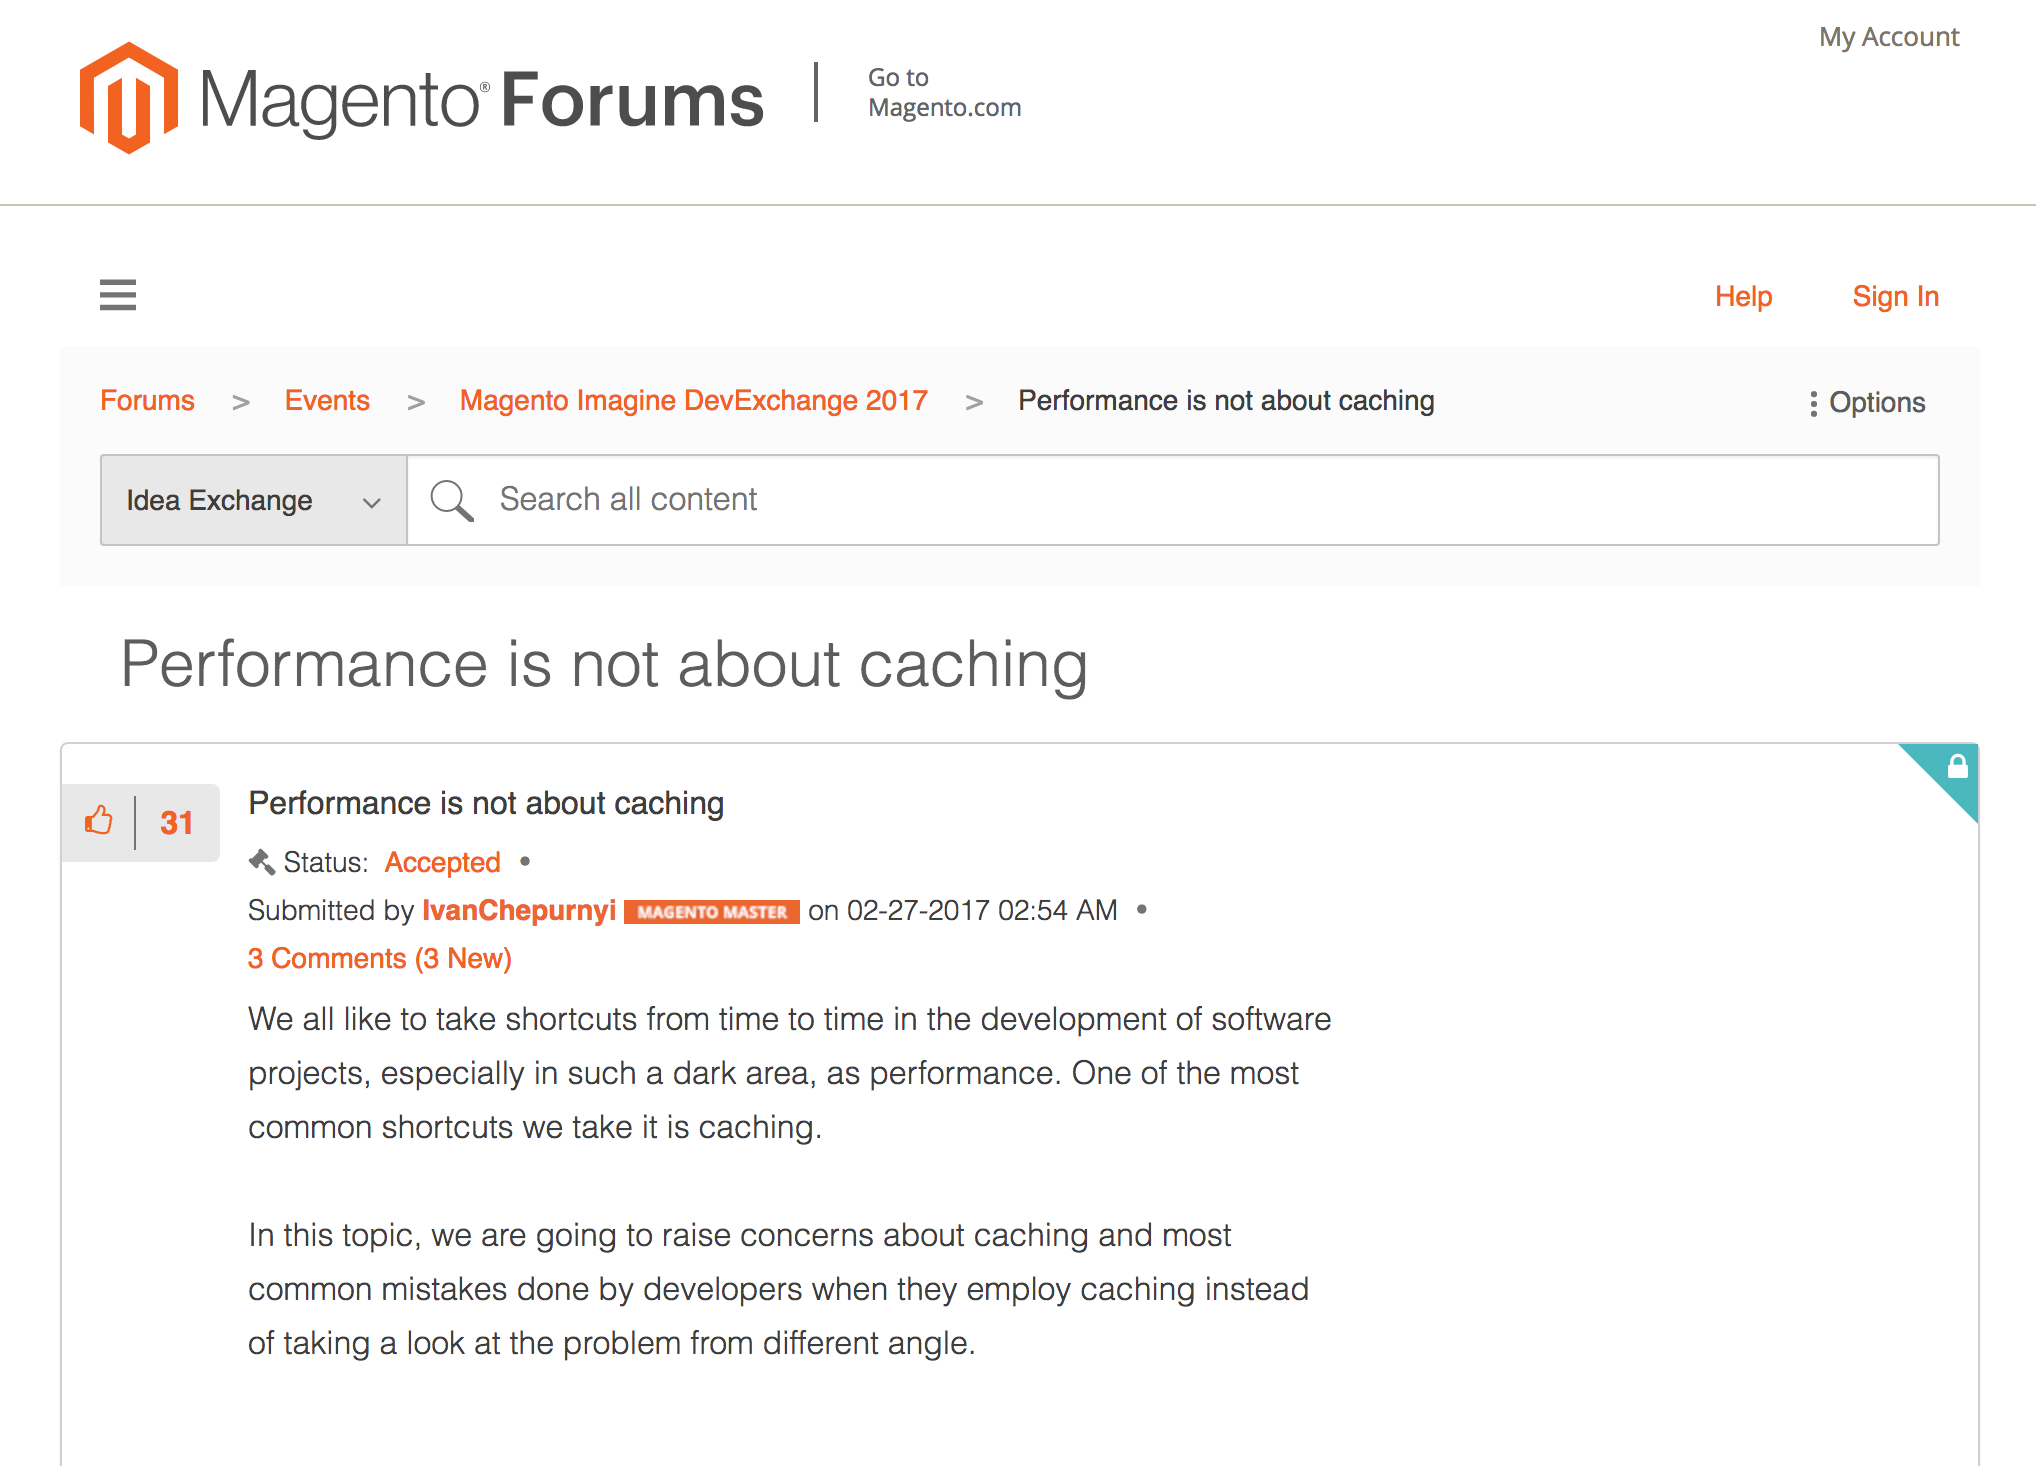 My Account
Magento® Forums
Go to
Magento.com
Help
Sign In
Forums > Events > Magento Imagine DevExchange 2017 > Performance is not about caching
Options
Idea Exchange
Search all content
Performance is not about caching
31
Performance is not about caching
Status: Accepted •
Submitted by IvanChepurnyi MAGENTO MASTER on 02-27-2017 02:54 AM •
3 Comments (3 New)
We all like to take shortcuts from time to time in the development of software
projects, especially in such a dark area, as performance. One of the most
common shortcuts we take it is caching.
In this topic, we are going to raise concerns about caching and most
common mistakes done by developers when they employ caching instead
of taking a look at the problem from different angle.